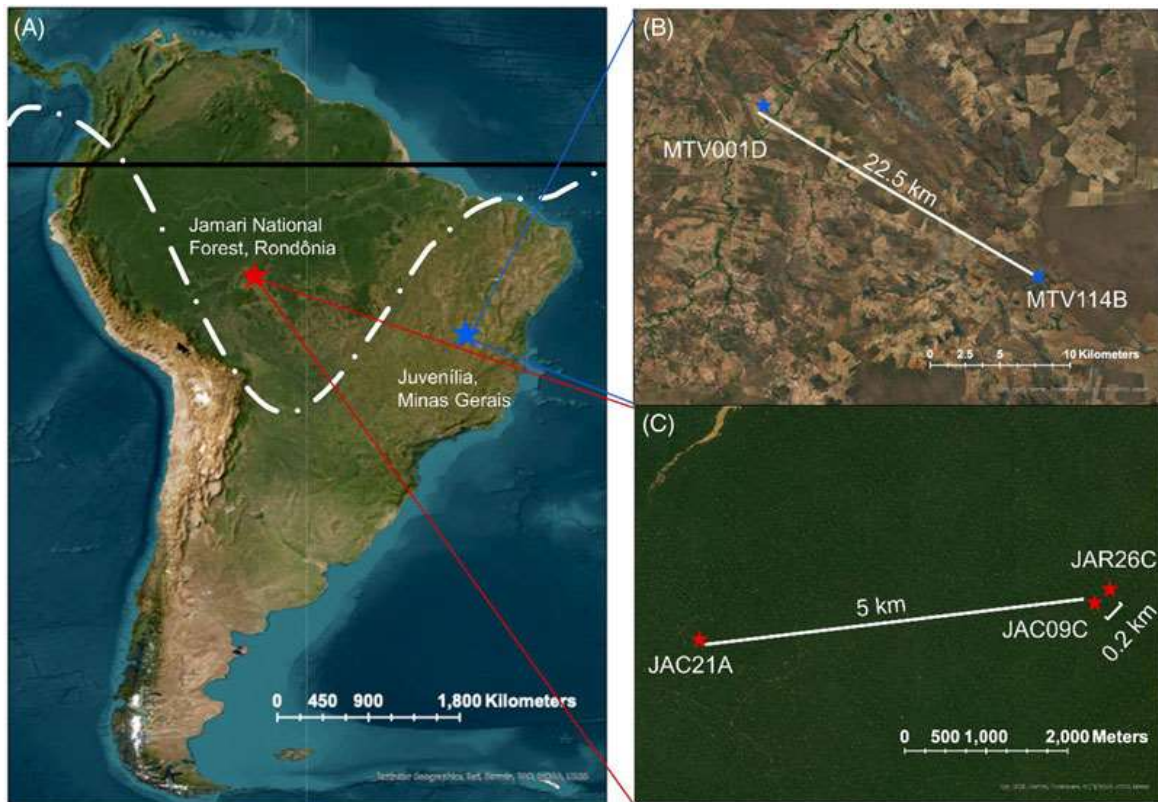 (A)
Jamari National
Forest, Rondônia
Juvenília,
Minas Gerais
0 450 900 1,800 Kilometers
(B)
MTV001D
22.5 km
MTV114B
0 2.5 5 10 Kilometers
(C)
JAR26C
5 km
JAC09C
0.2 km
JAC21A
0 500 1,000 2,000 Meters